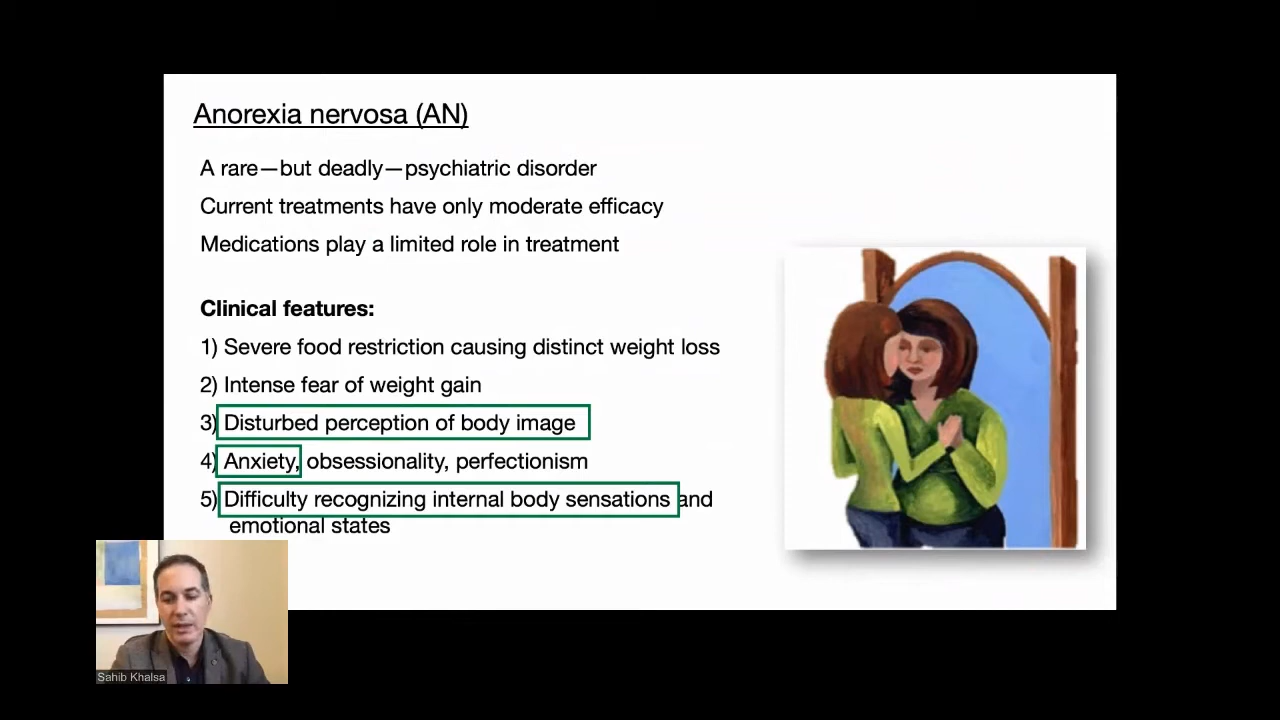 Anorexia nervosa (AN)
A rare—but deadly—psychiatric disorder
Current treatments have only moderate efficacy
Medications play a limited role in treatment
Clinical features:
1) Severe food restriction causing distinct weight loss
2) Intense fear of weight gain
3) Disturbed perception of body image
4) Anxiety, obsessionality, perfectionism
5) Difficulty recognizing internal body sensations and
emotional states
Sahib Khalsa